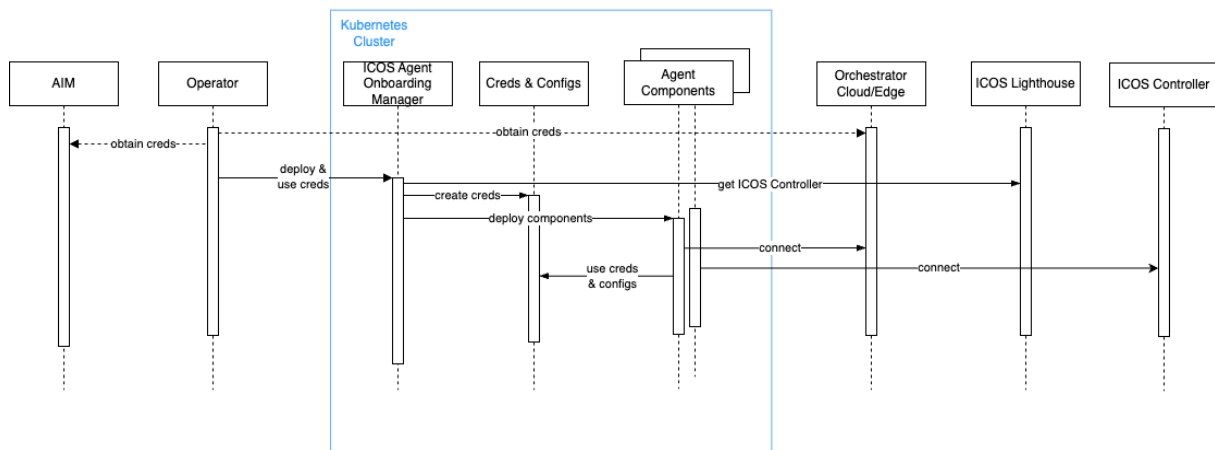 Kubernetes
Cluster
AIM
Operator
ICOS Agent
Onboarding
Manager
Creds & Configs
Agent
Components
Orchestrator
Cloud/Edge
ICOS Lighthouse
ICOS Controller
obtain creds
obtain creds
deploy &
use creds
get ICOS Controller
create creds
deploy components
connect
use creds
& configs
connect